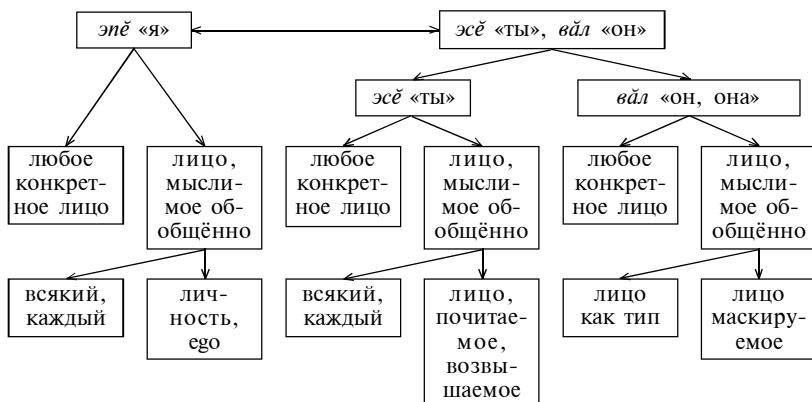 эпĕ «я»
эсĕ «ты», вăл «он»
эсĕ «ты»
вăл «он, она»
любое
конкрет-
ное лицо
лицо,
мысли-
мое об-
общённо
любое
конкрет-
ное лицо
лицо,
мысли-
мое об-
общённо
любое
конкрет-
ное лицо
лицо,
мысли-
мое об-
общённо
всякий,
каждый
лич-
ность,
ego
всякий,
каждый
лицо,
почитае-
мое,
возвы-
шаемое
лицо
как тип
лицо
маскиру-
емое